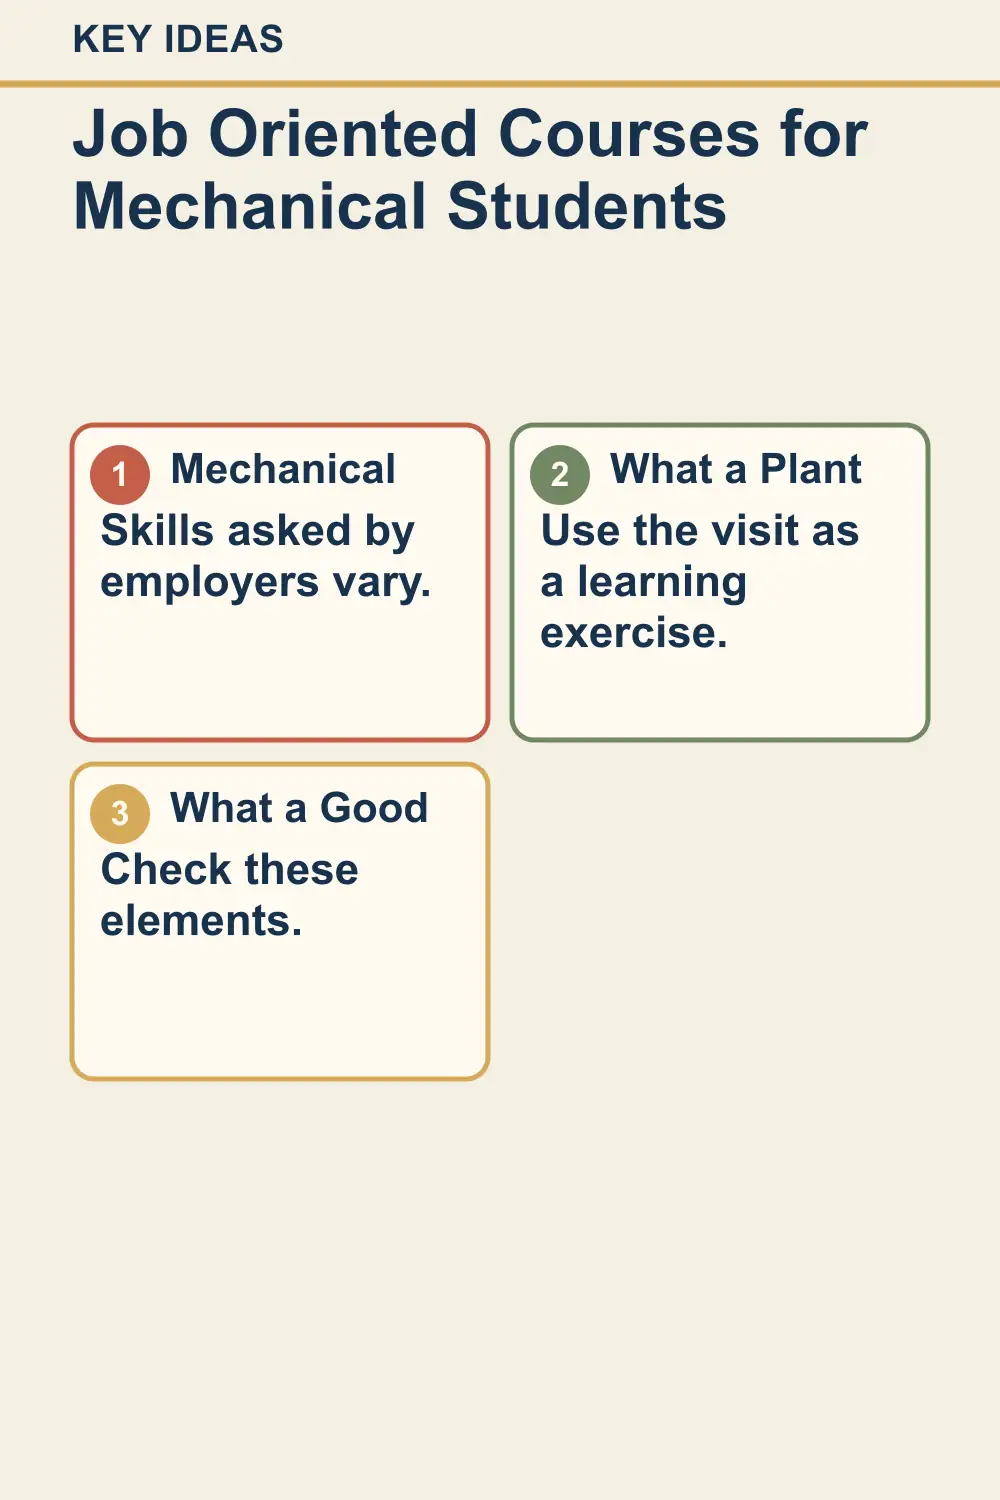 KEY IDEAS
Job Oriented Courses for
Mechanical Students
1 Mechanical
Skills asked by
employers vary.
2 What a Plant
Use the visit as
a learning
exercise.
3 What a Good
Check these
elements.